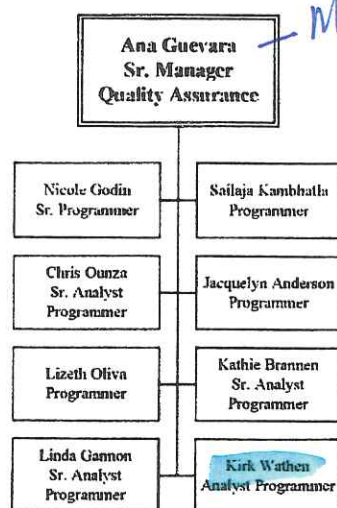 Ana Guevara
Sr. Manager
Quality Assurance
Nicole Godin
Sr. Programmer
Sailaja Kambhatla
Programmer
Chris Ounza
Sr. Analyst
Programmer
Jacquelyn Anderson
Programmer
Lizeth Oliva
Programmer
Kathie Brannen
Sr. Analyst
Programmer
Linda Gannon
Sr. Analyst
Programmer
Kirk Wathen
Analyst Programmer